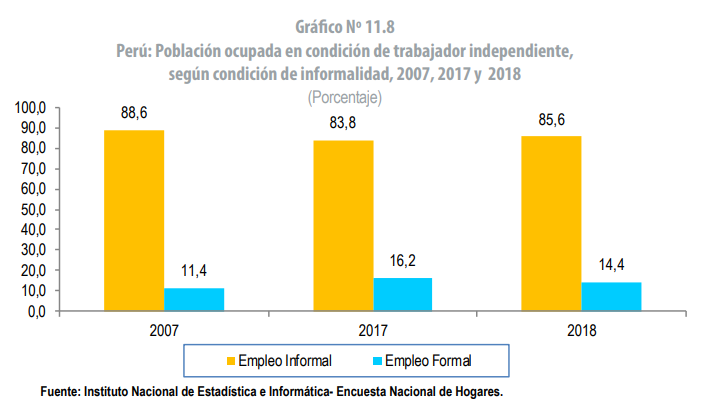 Gráfico Nº 11.8
Perú: Población ocupada en condición de trabajador independiente,
según condición de informalidad, 2007, 2017 y 2018
(Porcentaje)
100,0
90,0
80,0
70,0
60,0
50,0
40,0
30,0
20,0
10,0
0,0
88,6
11,4
83,8
16,2
85,6
14,4
2007
2017
2018
Empleo Informal
Empleo Formal
Fuente: Instituto Nacional de Estadística e Informática- Encuesta Nacional de Hogares.